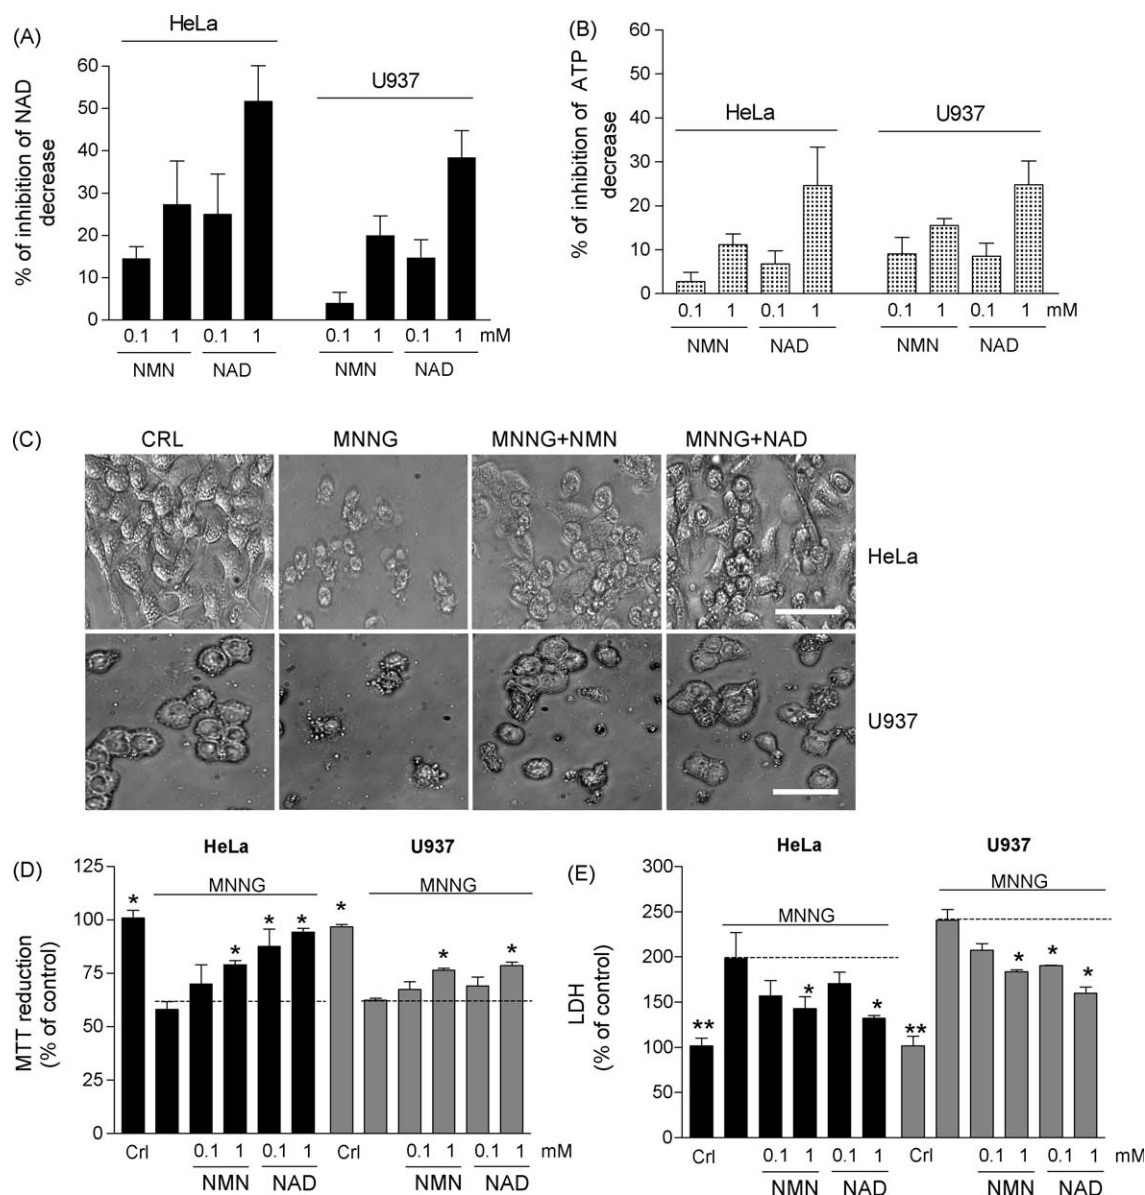 (A)
HeLa
U937
% of inhibition of NAD
decrease
60
50
40
30
20
10
0
0.1 1 0.1 1 0.1 1 0.1 1 mM
NMN NAD NMN NAD
(B)
HeLa
U937
% of inhibition of ATP
decrease
60
50
40
30
20
10
0
0.1 1 0.1 1 0.1 1 0.1 1 mM
NMN NAD NMN NAD
(C)
CRL MNNG MNNG+NMN MNNG+NAD
HeLa
U937
(D)
HeLa U937
MNNG MNNG
MTT reduction
(% of control)
125
100
75
50
25
0
* * * * * * *
Crl 0.1 1 0.1 1 Crl 0.1 1 0.1 1 mM
NMN NAD NMN NAD
(E)
HeLa U937
MNNG
MNNG
LDH
(% of control)
300
250
200
150
100
50
0
** * * ** * * *
Crl 0.1 1 0.1 1 Crl 0.1 1 0.1 1 mM
NMN NAD NMN NAD